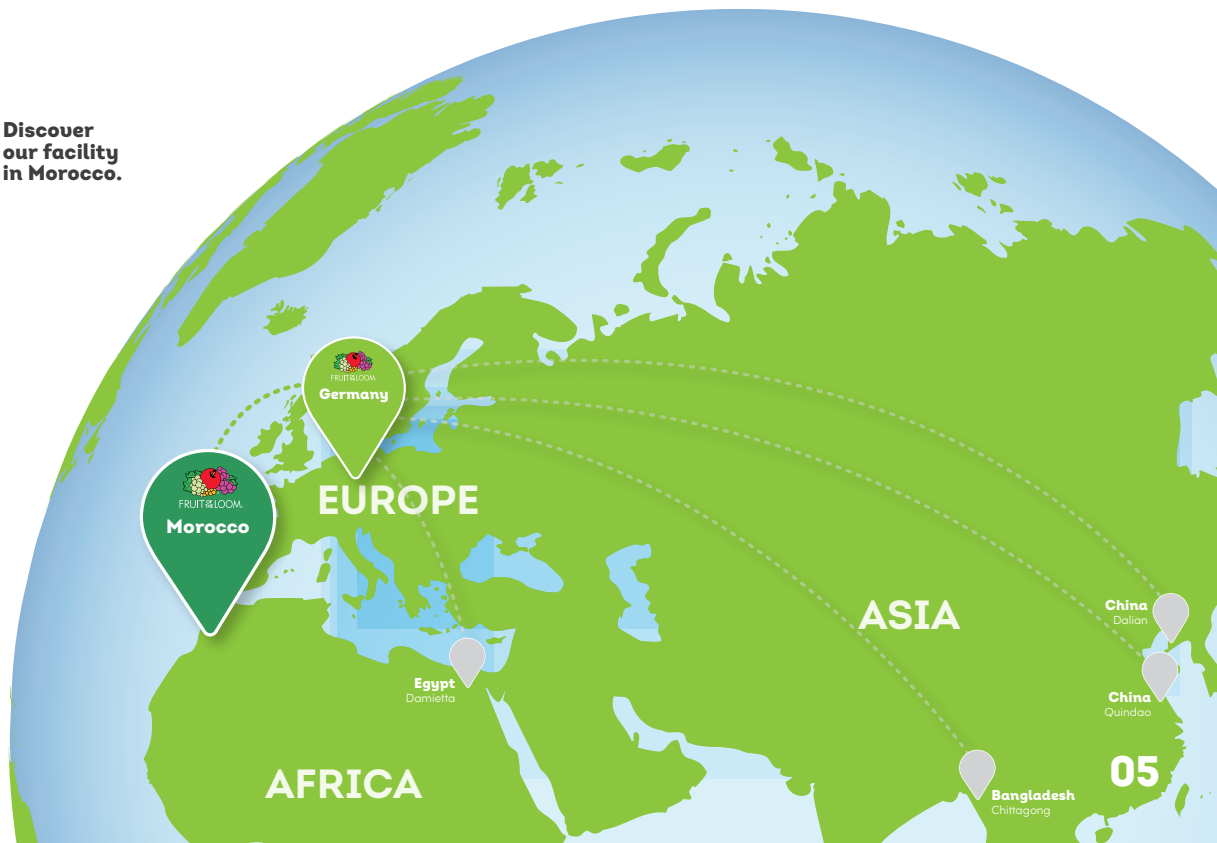 Discover
our facility
in Morocco.
FRUIT OF THE LOOM.
Germany
FRUIT OF THE LOOM.
Morocco
EUROPE
ASIA
China
Dalian
Egypt
Damietta
China
Quindao
AFRICA
05
Bangladesh
Chittagong